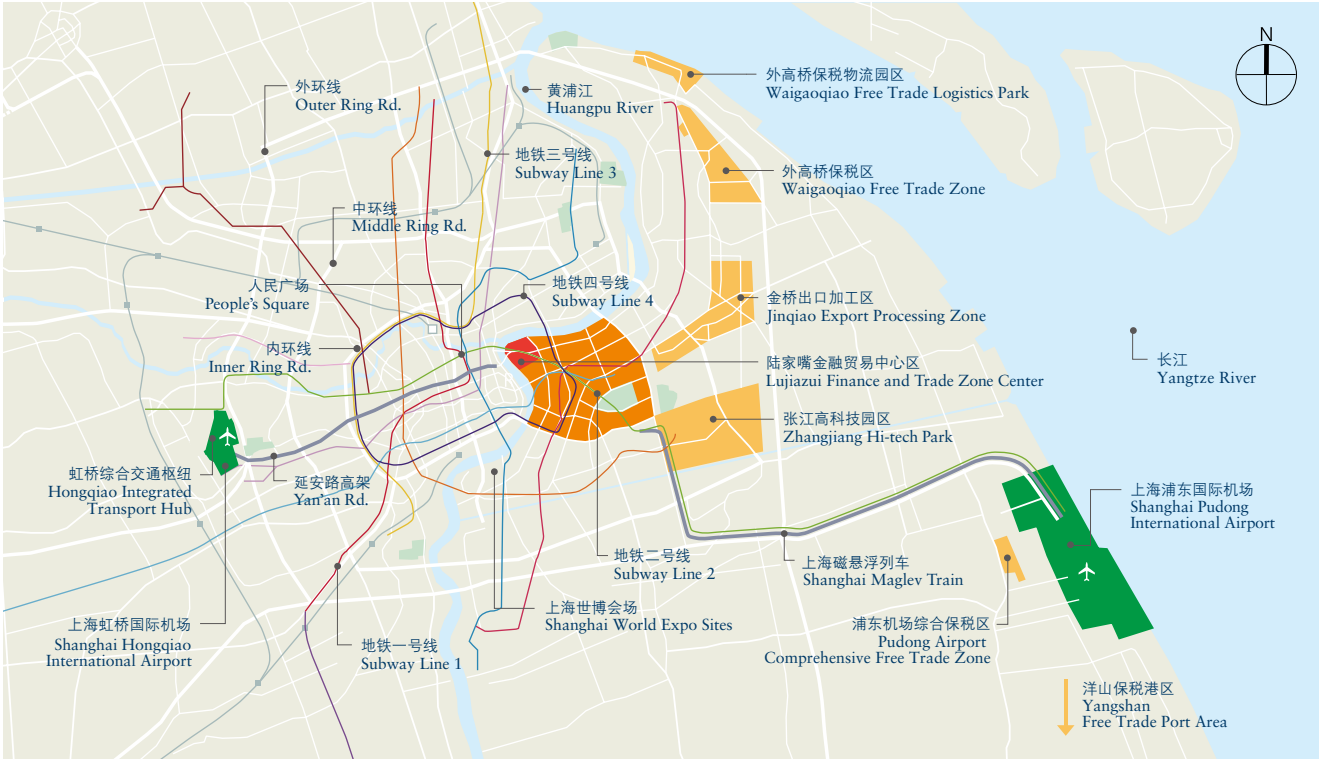 N
外高桥保税物流园区
Waigaoqiao Free Trade Logistics Park
外环线
Outer Ring Rd.
黄浦江
Huangpu River
地铁三号线
Subway Line 3
外高桥保税区
Waigaoqiao Free Trade Zone
中环线
Middle Ring Rd.
人民广场
People's Square
地铁四号线
Subway Line 4
金桥出口加工区
Jinqiao Export Processing Zone
内环线
Inner Ring Rd.
陆家嘴金融贸易中心区
Lujiazui Finance and Trade Zone Center
长江
Yangtze River
张江高科技园区
Zhangjiang Hi-tech Park
虹桥综合交通枢纽
Hongqiao Integrated
Transport Hub
延安路高架
Yan'an Rd.
上海浦东国际机场
Shanghai Pudong
International Airport
地铁二号线
Subway Line 2
上海磁悬浮列车
Shanghai Maglev Train
上海世博会场
Shanghai World Expo Sites
上海虹桥国际机场
Shanghai Hongqiao
International Airport
地铁一号线
Subway Line 1
浦东机场综合保税区
Pudong Airport
Comprehensive Free Trade Zone
洋山保税港区
Yangshan
Free Trade Port Area